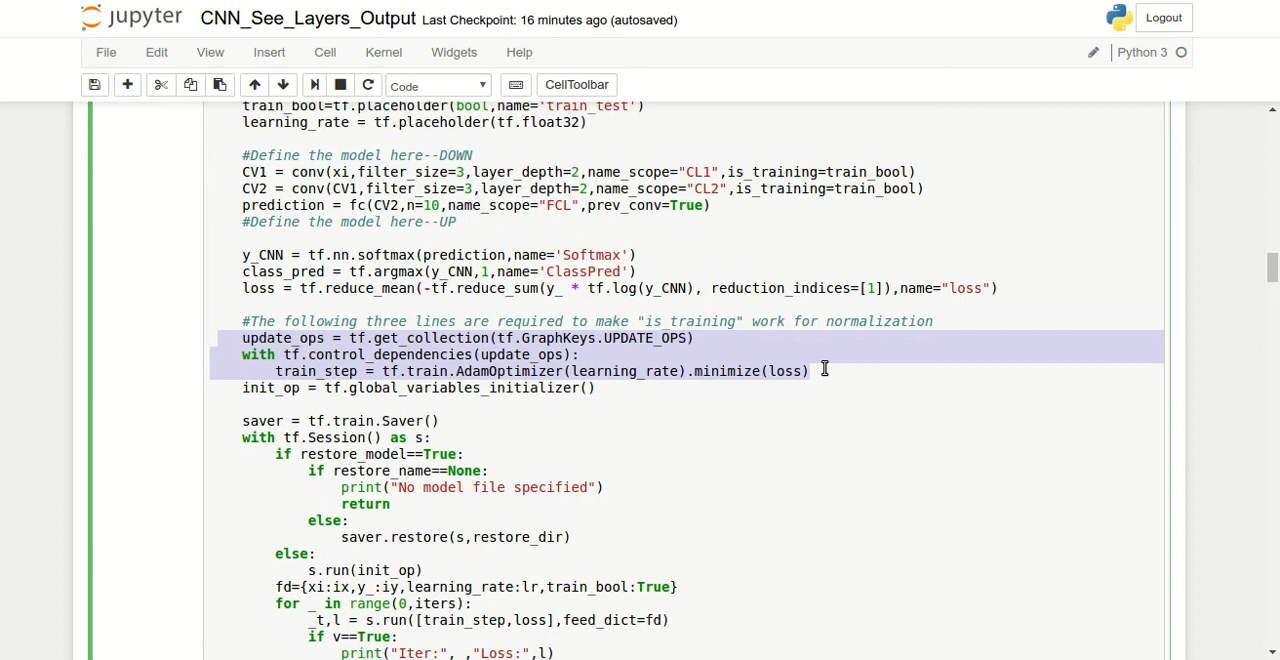 jupyter CNN_See_Layers_Output Last Checkpoint: 16 minutes ago (autosaved) Logout
File Edit View Insert Cell Kernel Widgets Help Python 3
Code CellToolbar
train_bool=tf.placeholder(bool,name='train_test')
learning_rate = tf.placeholder(tf.float32)
#Define the model here--DOWN
CV1 = conv(xi,filter_size=3,layer_depth=2,name_scope="CL1",is_training=train_bool)
CV2 = conv(CV1,filter_size=3,layer_depth=2,name_scope="CL2",is_training=train_bool)
prediction = fc(CV2,n=10,name_scope="FCL",prev_conv=True)
#Define the model here--UP
y_CNN = tf.nn.softmax(prediction,name='Softmax')
class_pred = tf.argmax(y_CNN,1,name='ClassPred')
loss = tf.reduce_mean(-tf.reduce_sum(y_ * tf.log(y_CNN), reduction_indices=[1]),name="loss")
#The following three lines are required to make "is_training" work for normalization
update_ops = tf.get_collection(tf.GraphKeys.UPDATE_OPS)
with tf.control_dependencies(update_ops):
train_step = tf.train.AdamOptimizer(learning_rate).minimize(loss)
init_op = tf.global_variables_initializer()
saver = tf.train.Saver()
with tf.Session() as s:
if restore_model==True:
if restore_name==None:
print("No model file specified")
return
else:
saver.restore(s,restore_dir)
else:
s.run(init_op)
fd={xi:ix,y_:iy,learning_rate:lr,train_bool:True}
for _ in range(0,iters):
_t,l = s.run([train_step,loss],feed_dict=fd)
if v==True:
print("Iter:",_,"Loss:",l)